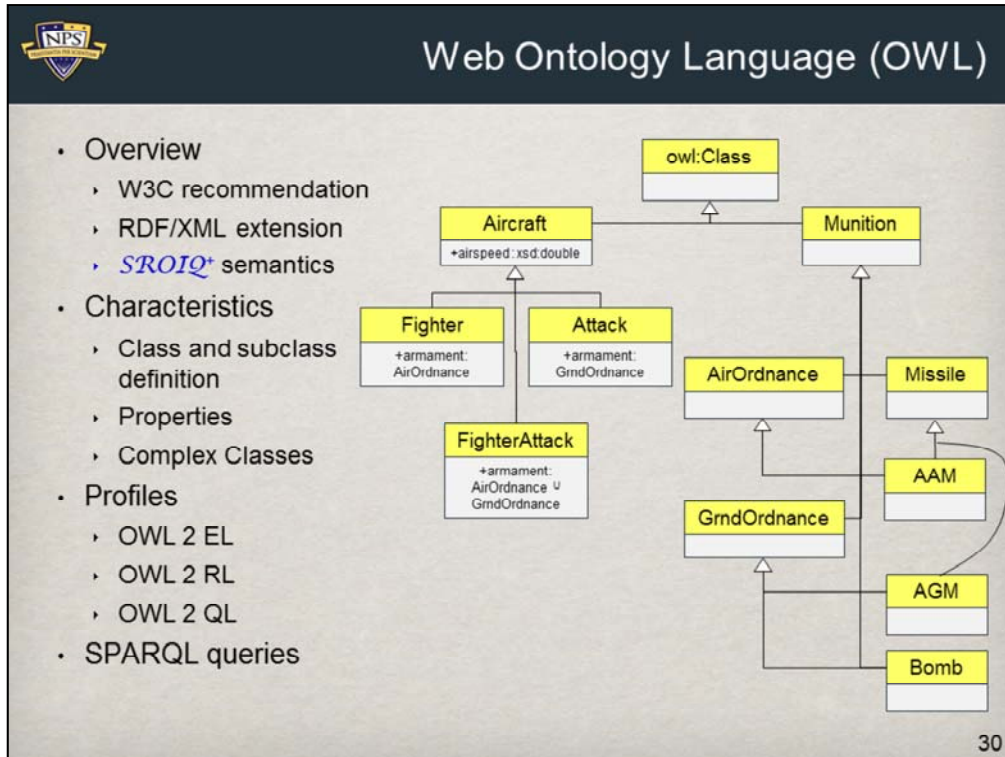 NPS
Web Ontology Language (OWL)
• Overview
‣ W3C recommendation
‣ RDF/XML extension
‣ SROIQ⁺ semantics
• Characteristics
‣ Class and subclass
definition
‣ Properties
‣ Complex Classes
• Profiles
‣ OWL 2 EL
‣ OWL 2 RL
‣ OWL 2 QL
• SPARQL queries
owl:Class
Aircraft
+airspeed:xsd:double
Munition
Fighter
+armament:
AirOrdnance
Attack
+armament:
GrndOrdnance
FighterAttack
+armament:
AirOrdnance ∪
GrndOrdnance
AirOrdnance
Missile
AAM
GrndOrdnance
AGM
Bomb
30